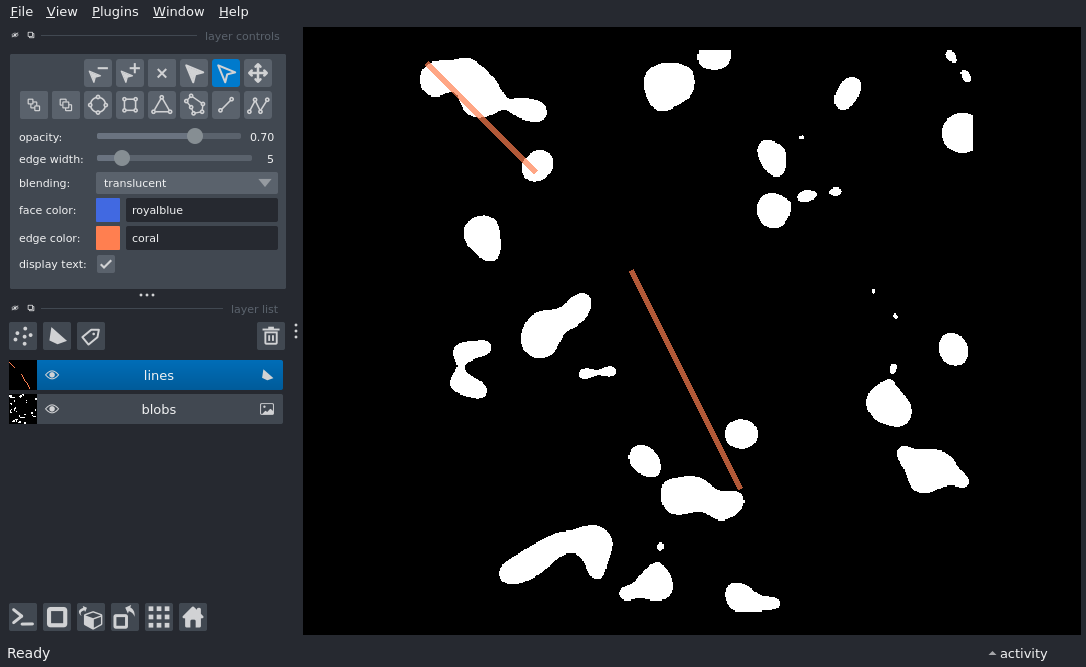 File View Plugins Window Help
layer controls
opacity: 0.70
edge width: 5
blending: translucent
face color: royalblue
edge color: coral
display text:
layer list
lines
blobs
Ready
activity